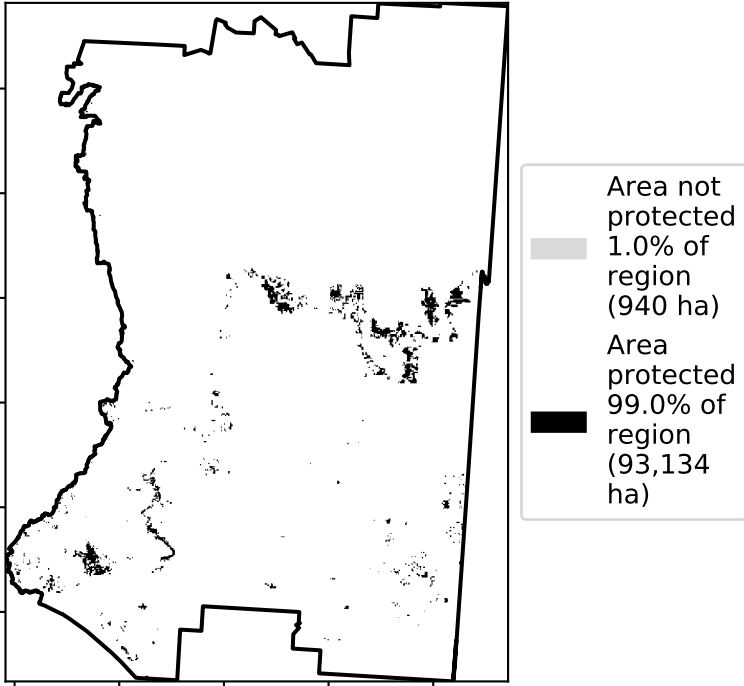 Area not
protected
1.0% of
region
(940 ha)
Area
protected
99.0% of
region
(93,134
ha)